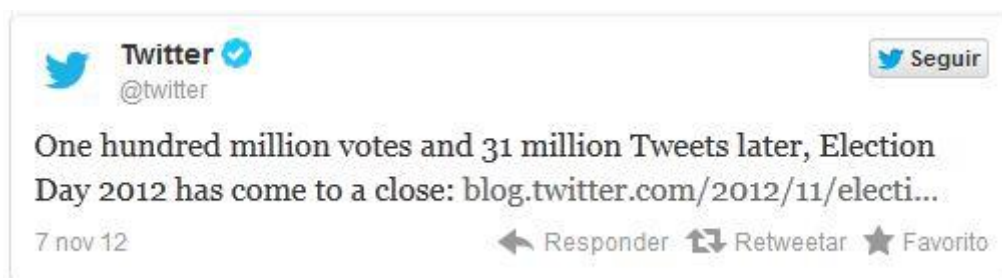 Twitter
@twitter
Seguir
One hundred million votes and 31 million Tweets later, Election
Day 2012 has come to a close: blog.twitter.com/2012/11/electi...
7 nov 12
Responder Retweetar Favorito